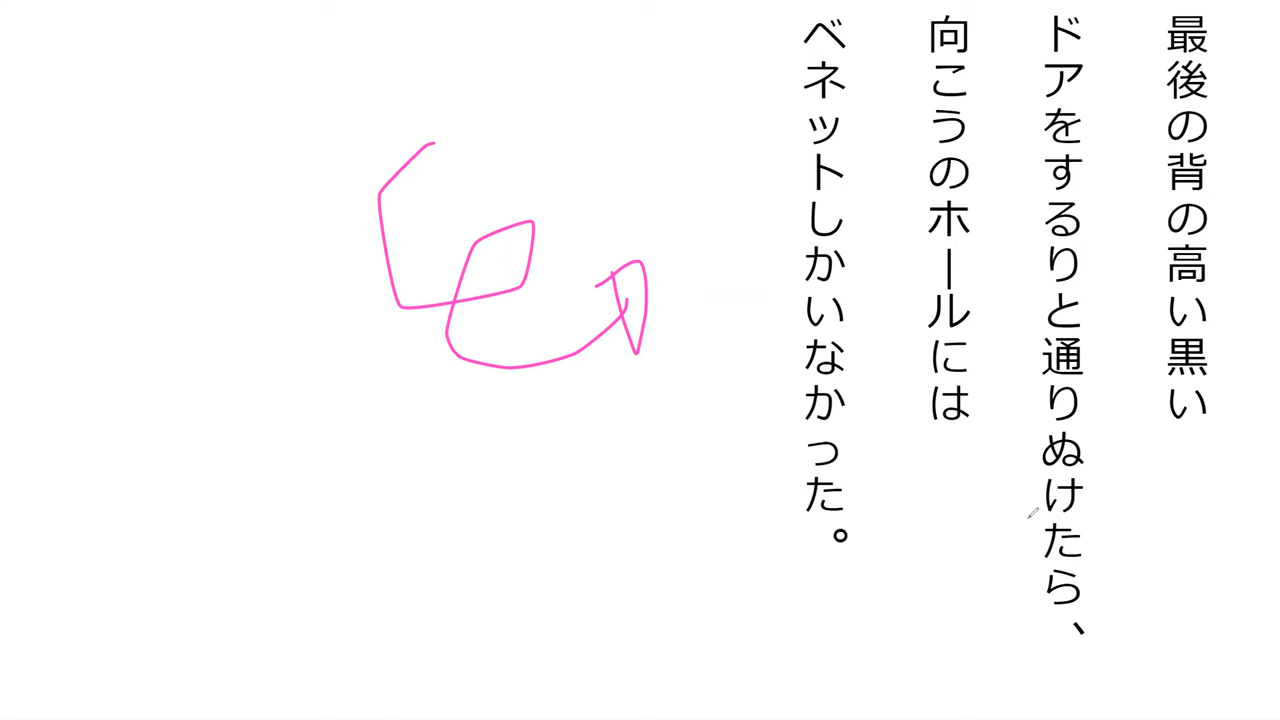 最後の背の高い黒い
ドアをするりと通りぬけたら、
向こうのホールには
ベネットしかいなかった。